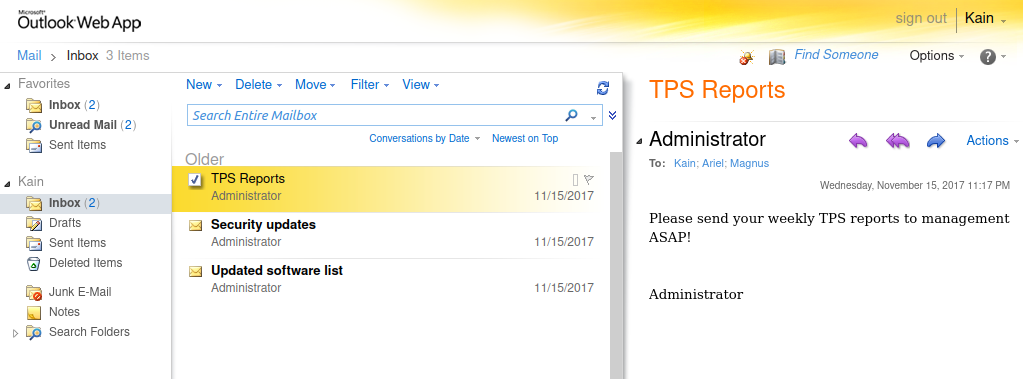 Microsoft®
Outlook Web App
sign out Kain
Mail > Inbox 3 Items
Find Someone Options ?
Favorites
Inbox (2)
Unread Mail (2)
Sent Items
Kain
Inbox (2)
Drafts
Sent Items
Deleted Items
Junk E-Mail
Notes
Search Folders
New Delete Move Filter View
Search Entire Mailbox
Conversations by Date Newest on Top
Older
TPS Reports
Administrator 11/15/2017
Security updates
Administrator 11/15/2017
Updated software list
Administrator 11/15/2017
TPS Reports
Administrator Actions
To: Kain; Ariel; Magnus
Wednesday, November 15, 2017 11:17 PM
Please send your weekly TPS reports to management
ASAP!
Administrator